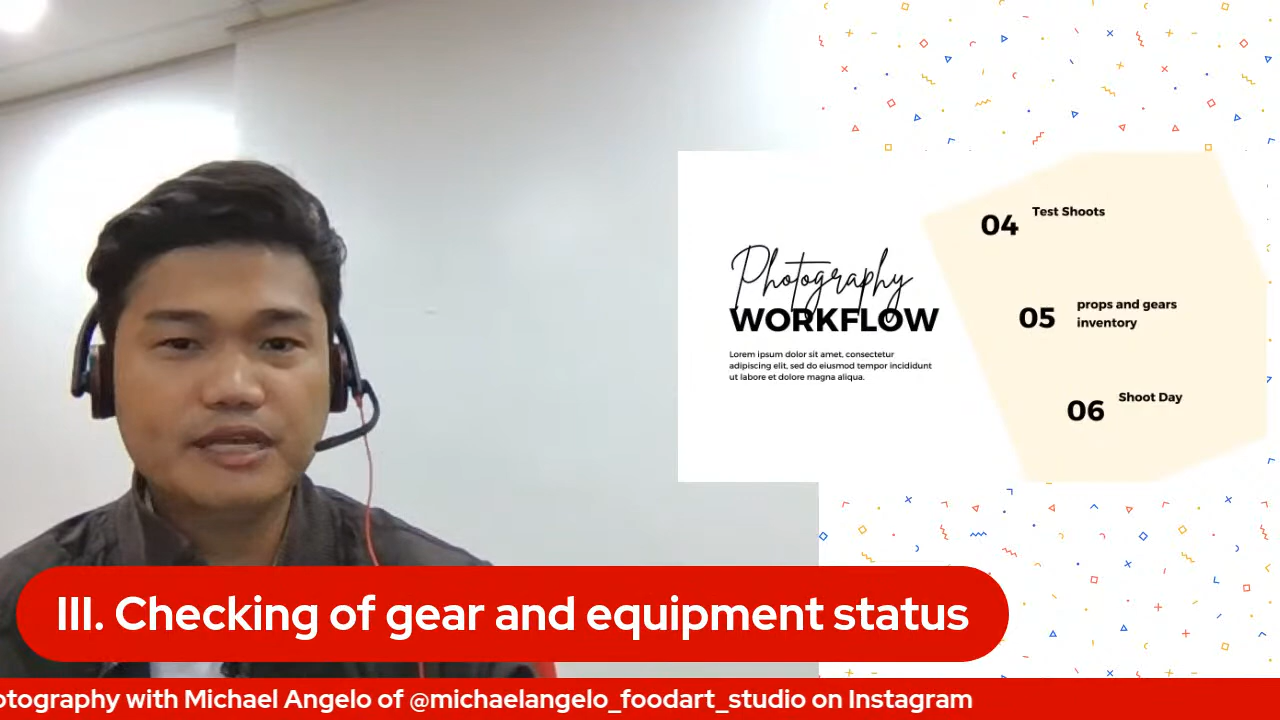 04
Test Shoots
Photography
WORKFLOW
Lorem ipsum dolor sit amet, consectetur
adipiscing elit, sed do eiusmod tempor incididunt
ut labore et dolore magna aliqua.
05
props and gears
inventory
06
Shoot Day
III. Checking of gear and equipment status
otography with Michael Angelo of @michaelangelo_foodart_studio on Instagram